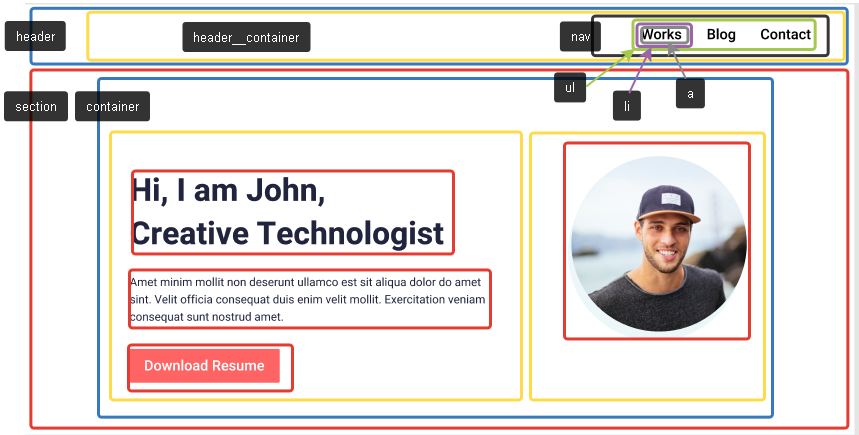 header
header__container
nav
Works
Blog
Contact
ul
li
a
section
container
Hi, I am John,
Creative Technologist
Amet minim mollit non deserunt ullamco est sit aliqua dolor do amet
sint. Velit officia consequat duis enim velit mollit. Exercitation veniam
consequat sunt nostrud amet.
Download Resume